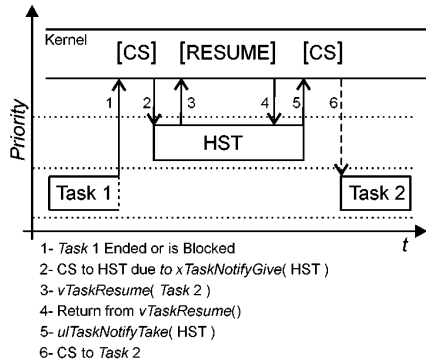 Kernel
[CS] [RESUME] [CS]
1 2 3 4 5 6
Priority
HST
Task 1
Task 2
t
1- Task 1 Ended or is Blocked
2- CS to HST due to xTaskNotifyGive( HST )
3- vTaskResume( Task 2 )
4- Return from vTaskResume()
5- ulTaskNotifyTake( HST )
6- CS to Task 2